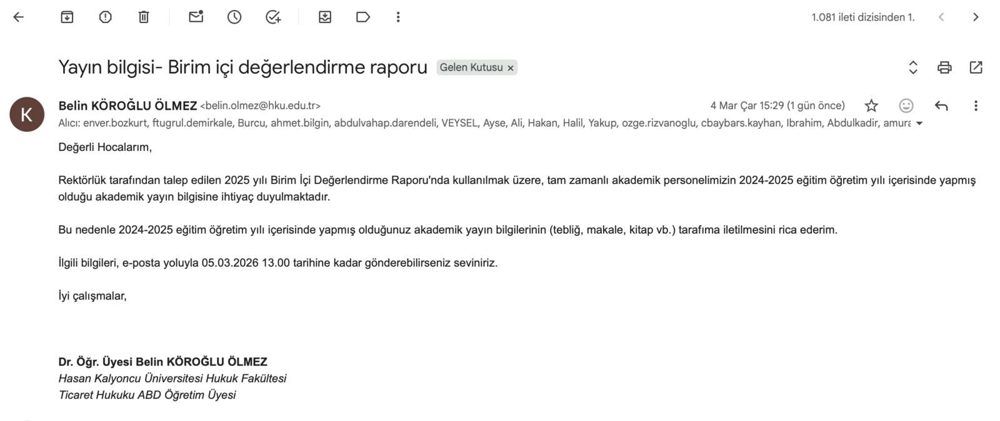 1.081 ileti dizisinden 1.
Yayın bilgisi- Birim içi değerlendirme raporu Gelen Kutusu ×
K
Belin KÖROĞLU ÖLMEZ <belin.olmez@hku.edu.tr> 4 Mar Çar 15:29 (1 gün önce)
Alıcı: enver.bozkurt, ftugrul.demirkale, Burcu, ahmet.bilgin, abdulvahap.darendeli, VEYSEL, Ayse, Ali, Hakan, Halil, Yakup, ozge.rizvanoglu, cbaybars.kayhan, Ibrahim, Abdulkadir, amura
Değerli Hocalarım,
Rektörlük tarafından talep edilen 2025 yılı Birim İçi Değerlendirme Raporu'nda kullanılmak üzere, tam zamanlı akademik personelimizin 2024-2025 eğitim öğretim yılı içerisinde yapmış
olduğu akademik yayın bilgisine ihtiyaç duyulmaktadır.
Bu nedenle 2024-2025 eğitim öğretim yılı içerisinde yapmış olduğunuz akademik yayın bilgilerinin (tebliğ, makale, kitap vb.) tarafıma iletilmesini rica ederim.
İlgili bilgileri, e-posta yoluyla 05.03.2026 13.00 tarihine kadar gönderebilirseniz seviniriz.
İyi çalışmalar,
Dr. Öğr. Üyesi Belin KÖROĞLU ÖLMEZ
Hasan Kalyoncu Üniversitesi Hukuk Fakültesi
Ticaret Hukuku ABD Öğretim Üyesi